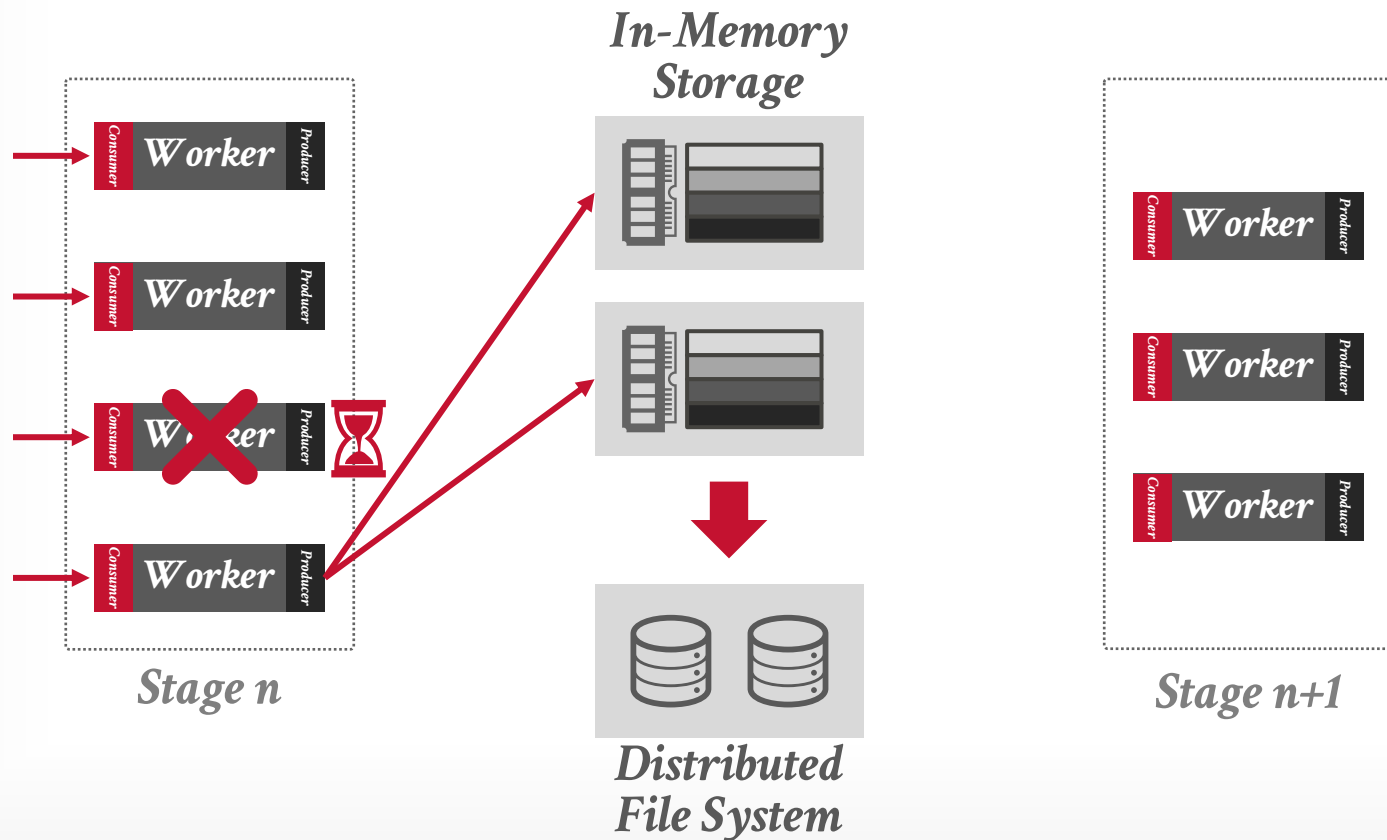 In-Memory
Storage
Consumer Worker Producer
Consumer Worker Producer
Consumer Producer
Consumer Worker Producer
Stage n
Distributed
File System
Consumer Worker Producer
Consumer Worker Producer
Consumer Worker Producer
Stage n+1